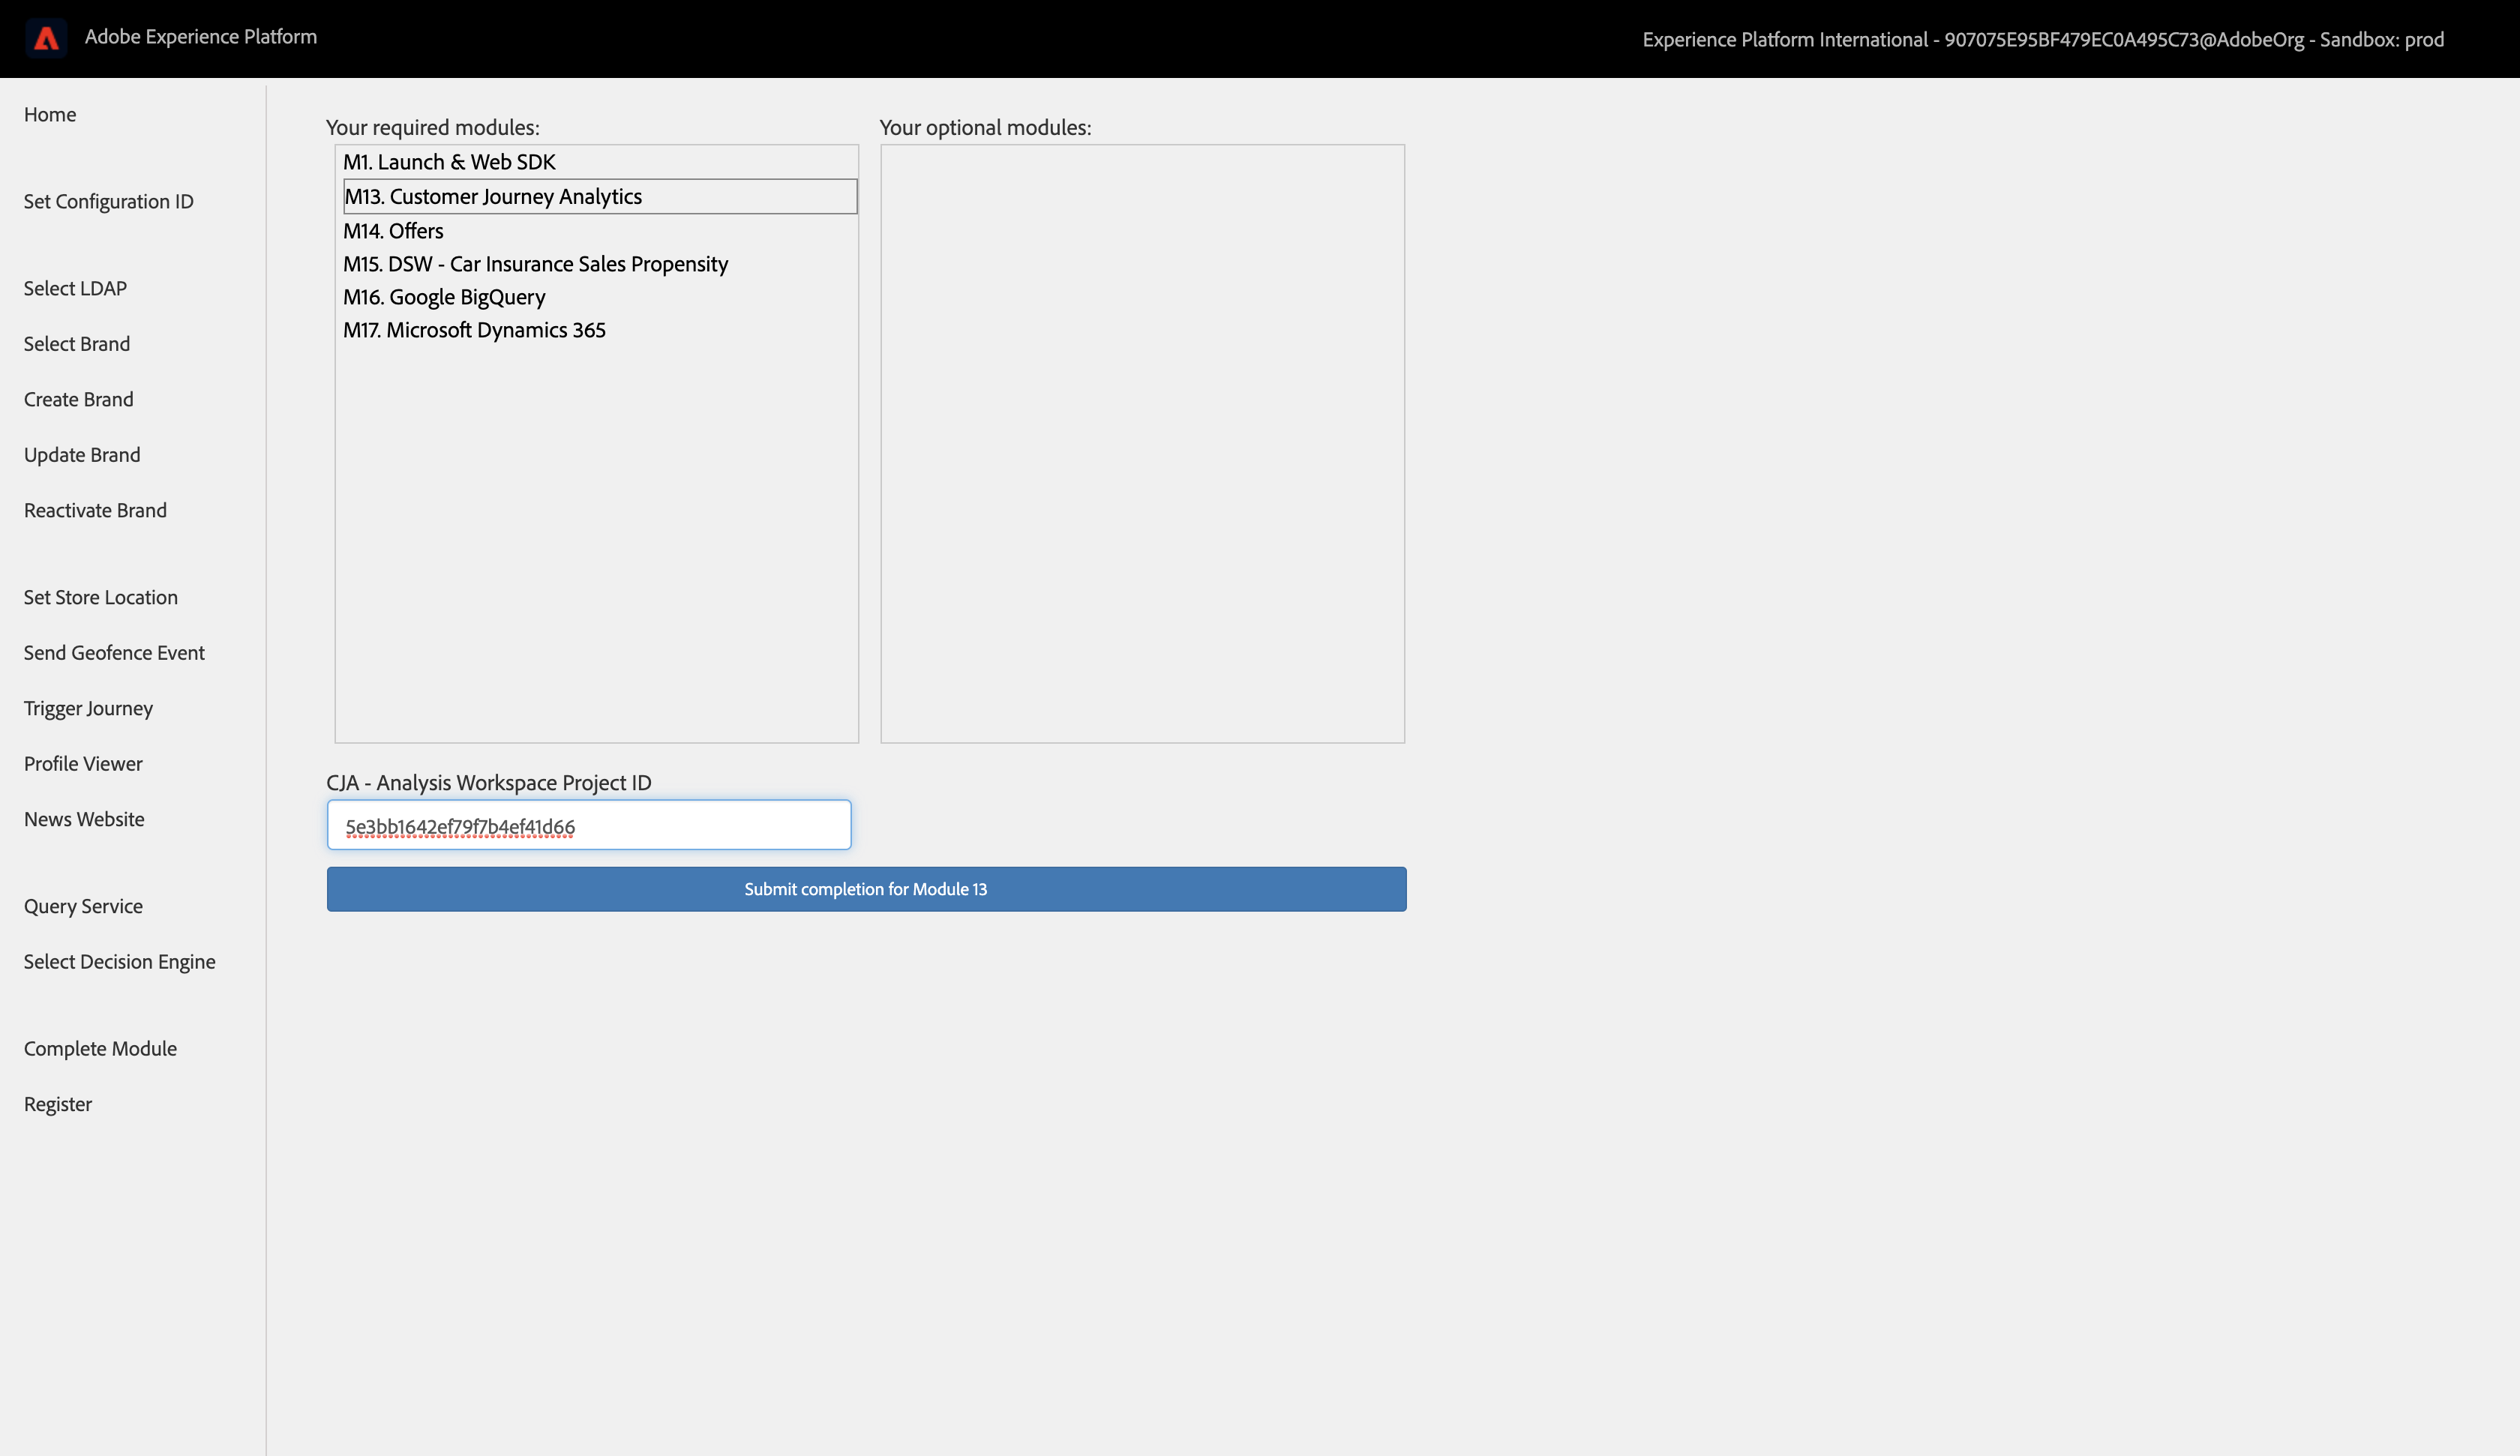 Adobe Experience Platform
Experience Platform International - 907075E95BF479EC0A495C73@AdobeOrg - Sandbox: prod
Home
Set Configuration ID
Select LDAP
Select Brand
Create Brand
Update Brand
Reactivate Brand
Set Store Location
Send Geofence Event
Trigger Journey
Profile Viewer
News Website
Query Service
Select Decision Engine
Complete Module
Register
Your required modules:
M1. Launch & Web SDK
M13. Customer Journey Analytics
M14. Offers
M15. DSW - Car Insurance Sales Propensity
M16. Google BigQuery
M17. Microsoft Dynamics 365
Your optional modules:
CJA - Analysis Workspace Project ID
5e3bb1642ef79f7b4ef41d66
Submit completion for Module 13